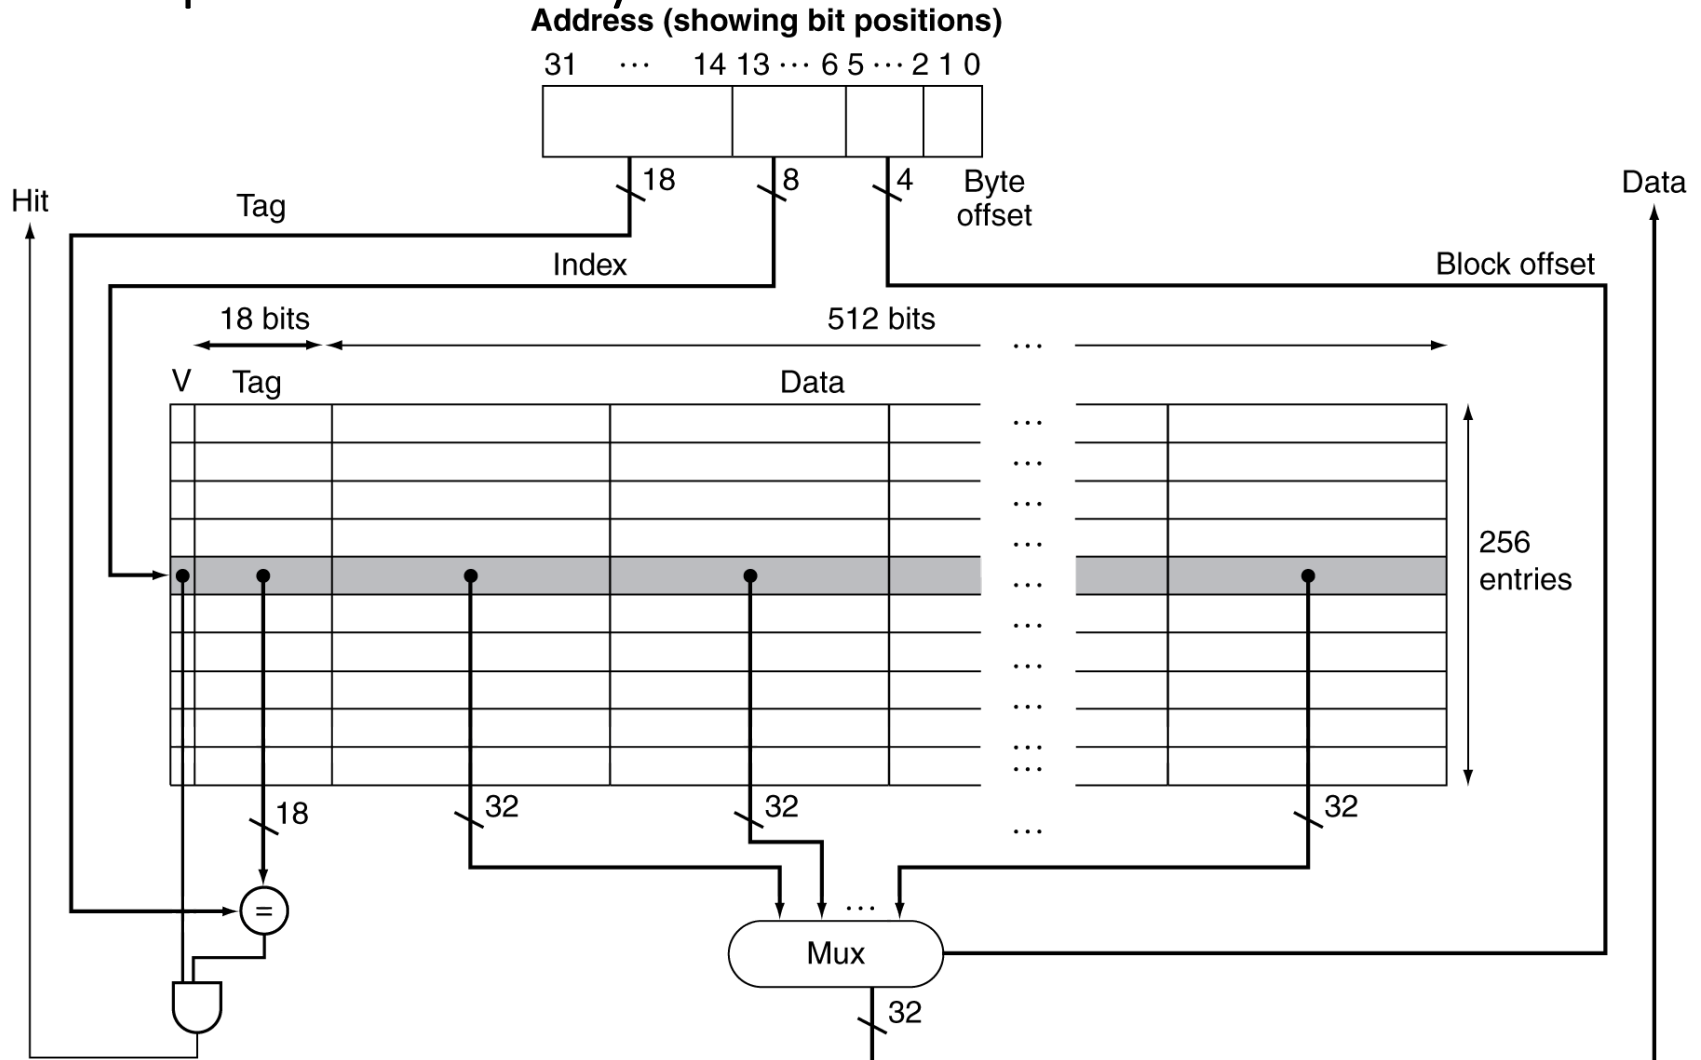 Address (showing bit positions)
31 ··· 14 13 ··· 6 5 ··· 2 1 0
18 8 4 Byte offset
Hit
Tag
Data
Index
Block offset
18 bits
512 bits
···
V Tag Data
···
···
···
···
···
···
···
···
···
···
256
entries
18
32
32
···
32
=
···
Mux
32